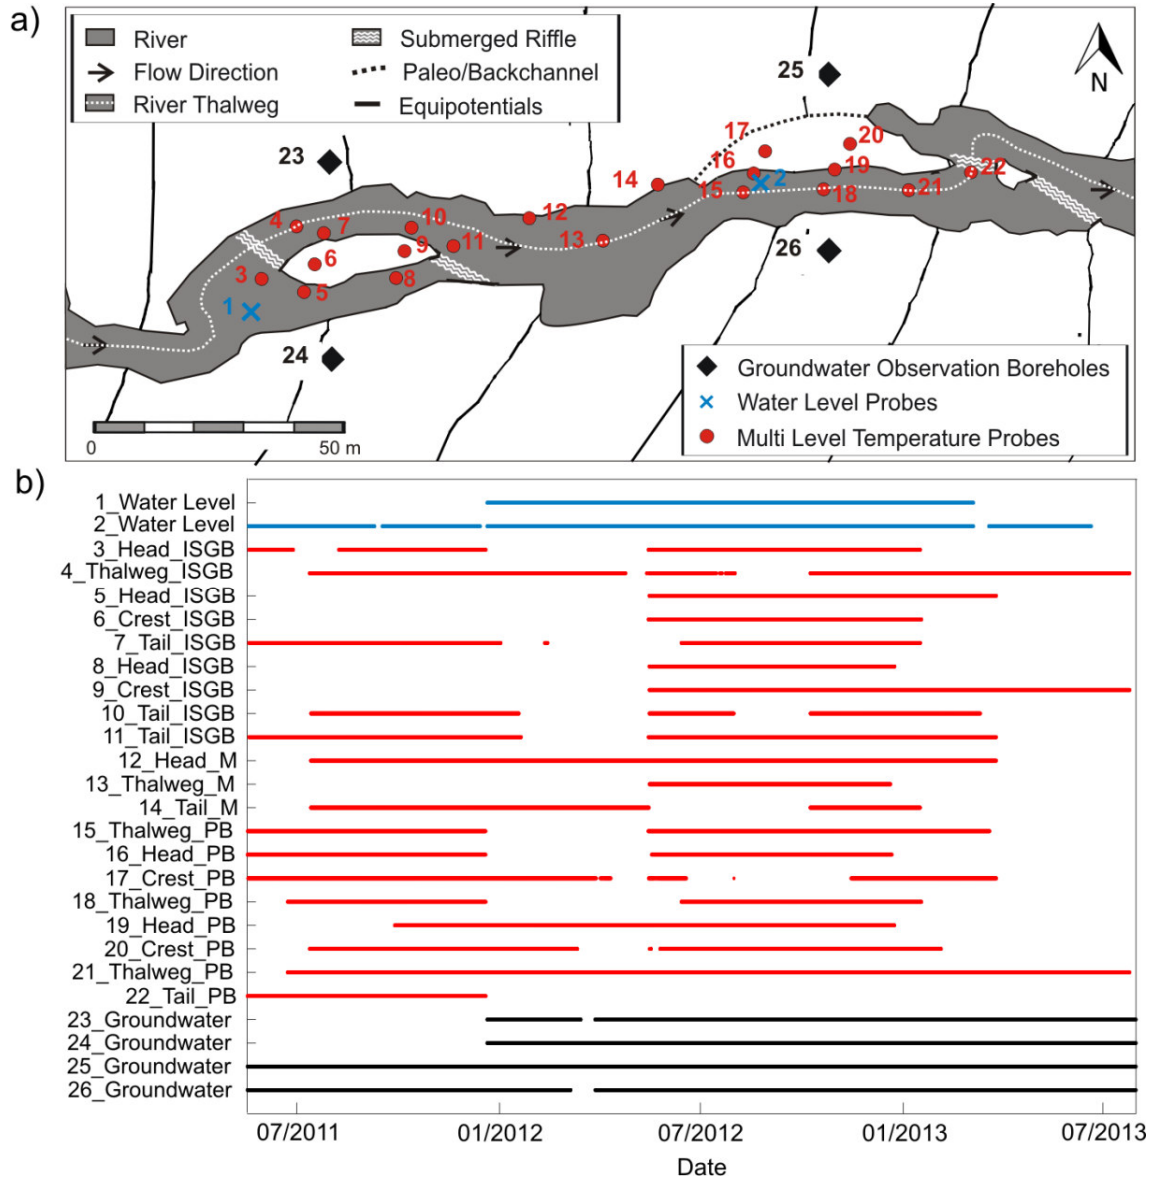 a)
River
Flow Direction
River Thalweg
Submerged Riffle
Paleo/Backchannel
Equipotentials
N
25
17
20
23
16
19
22
14
2
15
18
21
4
7
10
12
26
13
11
9
6
3
8
5
1
24
0
50 m
Groundwater Observation Boreholes
Water Level Probes
Multi Level Temperature Probes
b)
1_Water Level
2_Water Level
3_Head_ISGB
4_Thalweg_ISGB
5_Head_ISGB
6_Crest_ISGB
7_Tail_ISGB
8_Head_ISGB
9_Crest_ISGB
10_Tail_ISGB
11_Tail_ISGB
12_Head_M
13_Thalweg_M
14_Tail_M
15_Thalweg_PB
16_Head_PB
17_Crest_PB
18_Thalweg_PB
19_Head_PB
20_Crest_PB
21_Thalweg_PB
22_Tail_PB
23_Groundwater
24_Groundwater
25_Groundwater
26_Groundwater
07/2011 01/2012 07/2012 01/2013 07/2013
Date